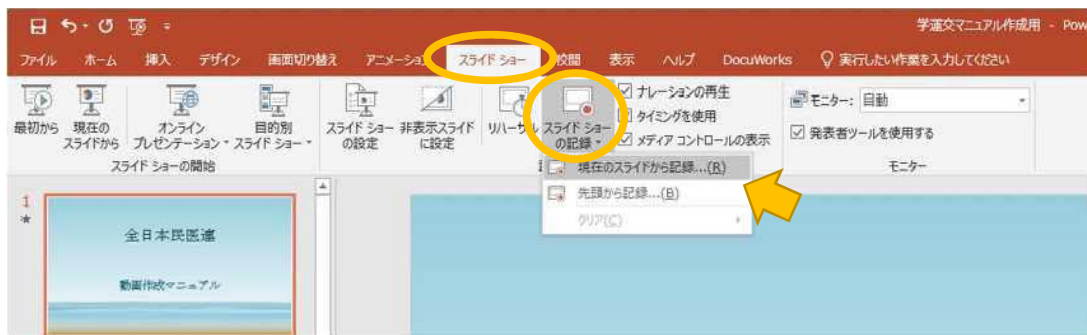 学運交マニュアル作成用 - Pow
ファイル ホーム 挿入 デザイン 画面切り替え アニメーション スライド ショー 校閲 表示 ヘルプ DocuWorks 実行したい作業を入力してください
最初から
現在の
スライドから
オンライン
プレゼンテーション
目的別
スライド ショー
スライド ショー
の設定
非表示スライド
に設定
リハーサル
スライド ショー
の記録
ナレーションの再生
タイミングを使用
メディア コントロールの表示
モニター: 自動
発表者ツールを使用する
スライド ショーの開始
モニター
現在のスライドから記録...(R)
先頭から記録...(B)
クリア(C)
1
全日本民医連
動画作成マニュアル